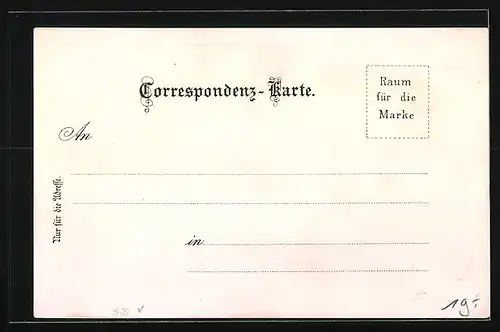 Correspondenz-Karte.
Raum
für die
Marke
An
Nur für die Adresse.
in
19.-